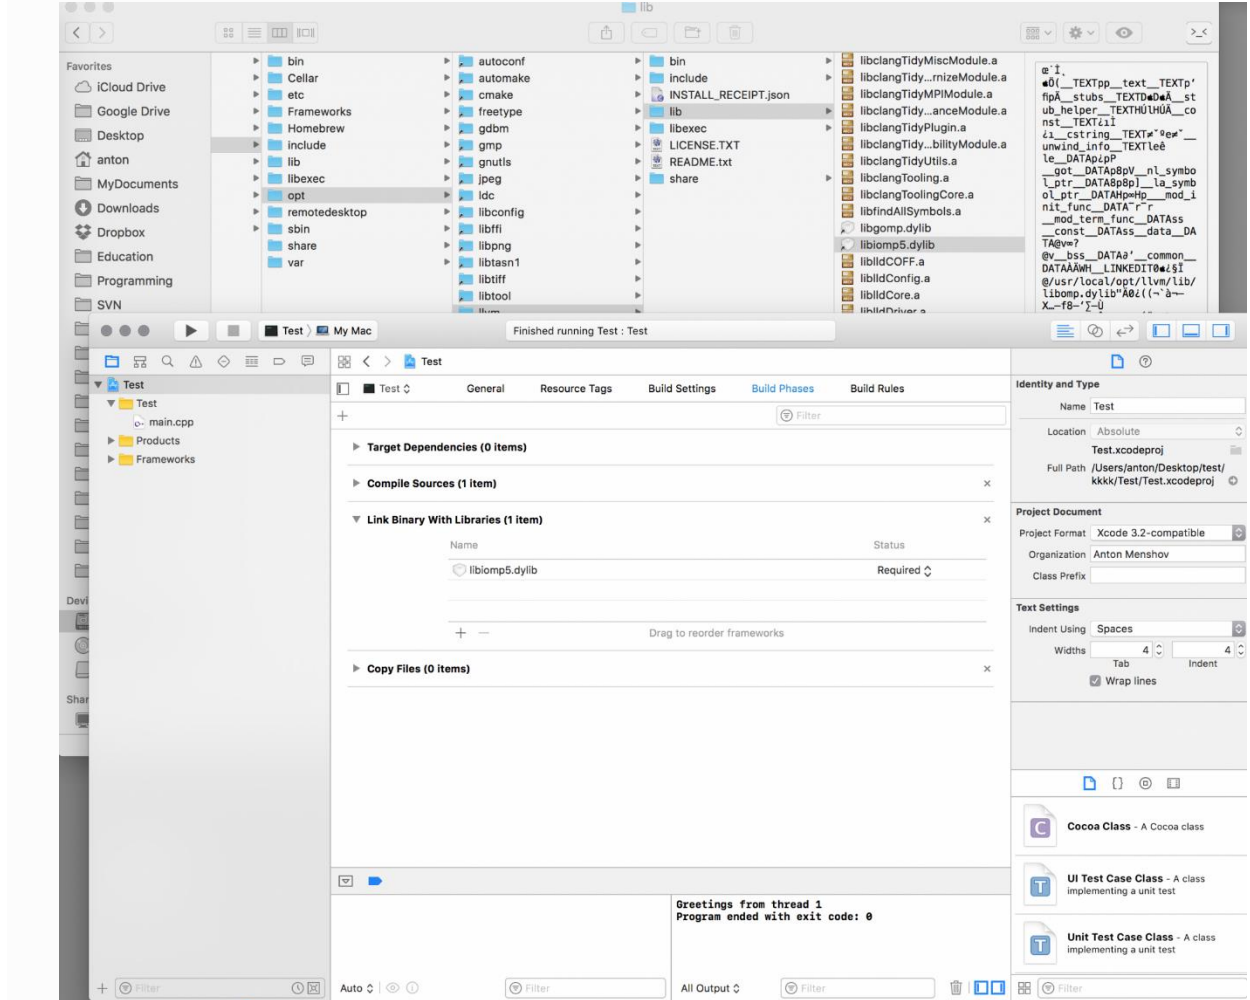 lib
Favorites
iCloud Drive
Google Drive
Desktop
anton
MyDocuments
Downloads
Dropbox
Education
Programming
SVN
Devi
Shar
bin
Cellar
etc
Frameworks
Homebrew
include
lib
libexec
opt
remotedesktop
sbin
share
var
autoconf
automake
cmake
freetype
gdbm
gmp
gnutls
jpeg
ldc
libconfig
libffi
libpng
libtasn1
libtiff
libtool
llvm
bin
include
INSTALL_RECEIPT.json
lib
libexec
LICENSE.TXT
README.txt
share
libclangTidyMiscModule.a
libclangTidy...rnizeModule.a
libclangTidyMPIModule.a
libclangTidy...anceModule.a
libclangTidyPlugin.a
libclangTidy...bilityModule.a
libclangTidyUtils.a
libclangTooling.a
libclangToolingCore.a
libfindAllSymbols.a
libgomp.dylib
libiomp5.dylib
liblldCOFF.a
liblldConfig.a
liblldCore.a
liblldDriver.a
unwind_info__TEXTleê
@/usr/local/opt/llvm/lib/
Test
My Mac
Finished running Test : Test
Test
Test
main.cpp
Products
Frameworks
Filter
Test
Test
General
Resource Tags
Build Settings
Build Phases
Build Rules
+
Filter
Target Dependencies (0 items)
Compile Sources (1 item)
×
Link Binary With Libraries (1 item)
×
Name
Status
libiomp5.dylib
Required
+ −
Drag to reorder frameworks
Copy Files (0 items)
×
Greetings from thread 1
Program ended with exit code: 0
Auto
Filter
All Output
Filter
Identity and Type
Name Test
Location Absolute
Test.xcodeproj
Full Path /Users/anton/Desktop/test/
kkkk/Test/Test.xcodeproj
Project Document
Project Format Xcode 3.2-compatible
Organization Anton Menshov
Class Prefix
Text Settings
Indent Using Spaces
Widths 4 4
Tab Indent
Wrap lines
{}
C
Cocoa Class - A Cocoa class
T
UI Test Case Class - A class
implementing a unit test
T
Unit Test Case Class - A class
implementing a unit test
Filter